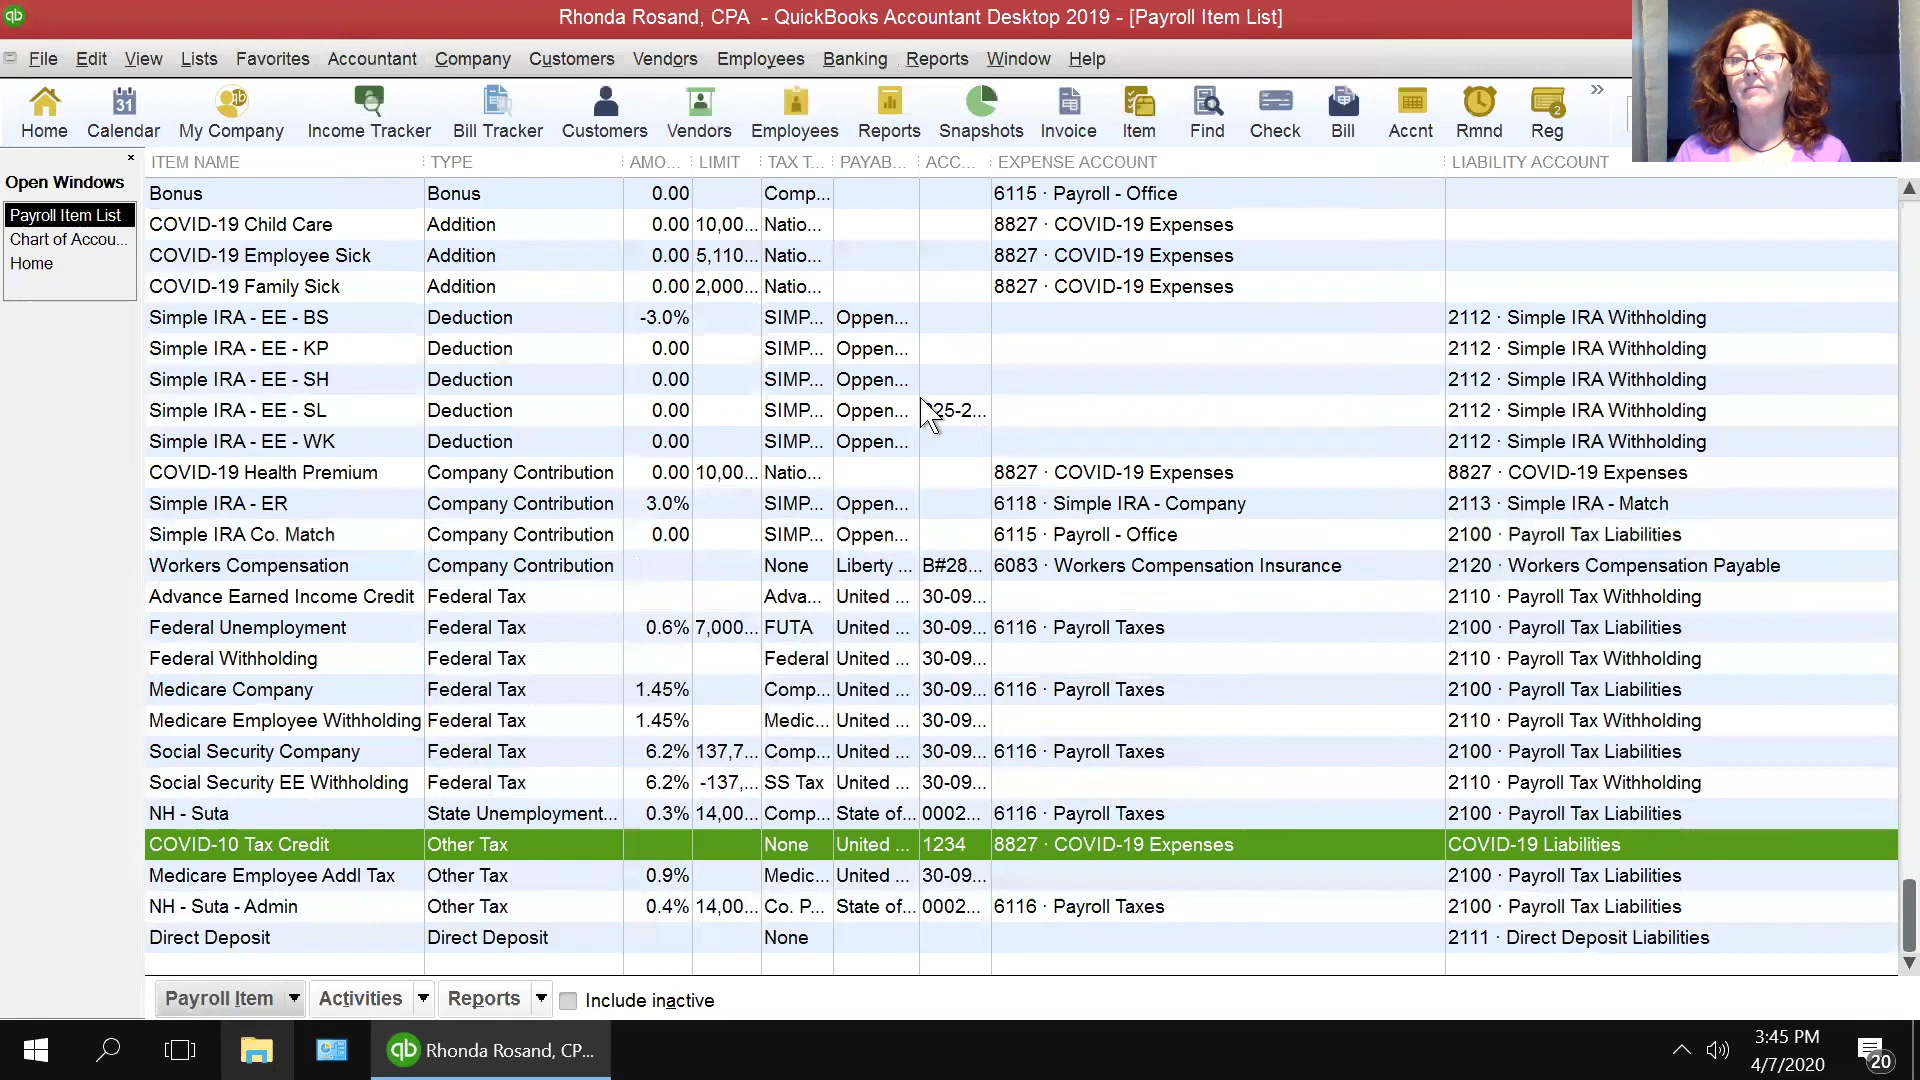 Rhonda Rosand, CPA - QuickBooks Accountant Desktop 2019 - [Payroll Item List]
File Edit View Lists Favorites Accountant Company Customers Vendors Employees Banking Reports Window Help
Home Calendar My Company Income Tracker Bill Tracker Customers Vendors Employees Reports Snapshots Invoice Item Find Check Bill Accnt Rmnd Reg
Open Windows
Payroll Item List
Chart of Accou...
Home
ITEM NAME TYPE AMO... LIMIT TAX T... PAYAB... ACC... EXPENSE ACCOUNT LIABILITY ACCOUNT
Bonus Bonus 0.00 Comp... 6115 · Payroll - Office
COVID-19 Child Care Addition 0.00 10,00... Natio... 8827 · COVID-19 Expenses
COVID-19 Employee Sick Addition 0.00 5,110... Natio... 8827 · COVID-19 Expenses
COVID-19 Family Sick Addition 0.00 2,000... Natio... 8827 · COVID-19 Expenses
Simple IRA - EE - BS Deduction -3.0% SIMP... Oppen... 2112 · Simple IRA Withholding
Simple IRA - EE - KP Deduction 0.00 SIMP... Oppen... 2112 · Simple IRA Withholding
Simple IRA - EE - SH Deduction 0.00 SIMP... Oppen... 2112 · Simple IRA Withholding
Simple IRA - EE - SL Deduction 0.00 SIMP... Oppen... 2112 · Simple IRA Withholding
Simple IRA - EE - WK Deduction 0.00 SIMP... Oppen... 2112 · Simple IRA Withholding
COVID-19 Health Premium Company Contribution 0.00 10,00... Natio... 8827 · COVID-19 Expenses 8827 · COVID-19 Expenses
Simple IRA - ER Company Contribution 3.0% SIMP... Oppen... 6118 · Simple IRA - Company 2113 · Simple IRA - Match
Simple IRA Co. Match Company Contribution 0.00 SIMP... Oppen... 6115 · Payroll - Office 2100 · Payroll Tax Liabilities
Workers Compensation Company Contribution None Liberty ... B#28... 6083 · Workers Compensation Insurance 2120 · Workers Compensation Payable
Advance Earned Income Credit Federal Tax Adva... United ... 30-09... 2110 · Payroll Tax Withholding
Federal Unemployment Federal Tax 0.6% 7,000... FUTA United ... 30-09... 6116 · Payroll Taxes 2100 · Payroll Tax Liabilities
Federal Withholding Federal Tax Federal United ... 30-09... 2110 · Payroll Tax Withholding
Medicare Company Federal Tax 1.45% Comp... United ... 30-09... 6116 · Payroll Taxes 2100 · Payroll Tax Liabilities
Medicare Employee Withholding Federal Tax 1.45% Medic... United ... 30-09... 2110 · Payroll Tax Withholding
Social Security Company Federal Tax 6.2% 137,7... Comp... United ... 30-09... 6116 · Payroll Taxes 2100 · Payroll Tax Liabilities
Social Security EE Withholding Federal Tax 6.2% -137,... SS Tax United ... 30-09... 2110 · Payroll Tax Withholding
NH - Suta State Unemployment... 0.3% 14,00... Comp... State of... 0002... 6116 · Payroll Taxes 2100 · Payroll Tax Liabilities
COVID-10 Tax Credit Other Tax None United ... 1234 8827 · COVID-19 Expenses COVID-19 Liabilities
Medicare Employee Addl Tax Other Tax 0.9% Medic... United ... 30-09... 2100 · Payroll Tax Liabilities
NH - Suta - Admin Other Tax 0.4% 14,00... Co. P... State of... 0002... 6116 · Payroll Taxes 2100 · Payroll Tax Liabilities
Direct Deposit Direct Deposit None 2111 · Direct Deposit Liabilities
Payroll Item Activities Reports Include inactive
qb Rhonda Rosand, CP...
3:45 PM
4/7/2020
20